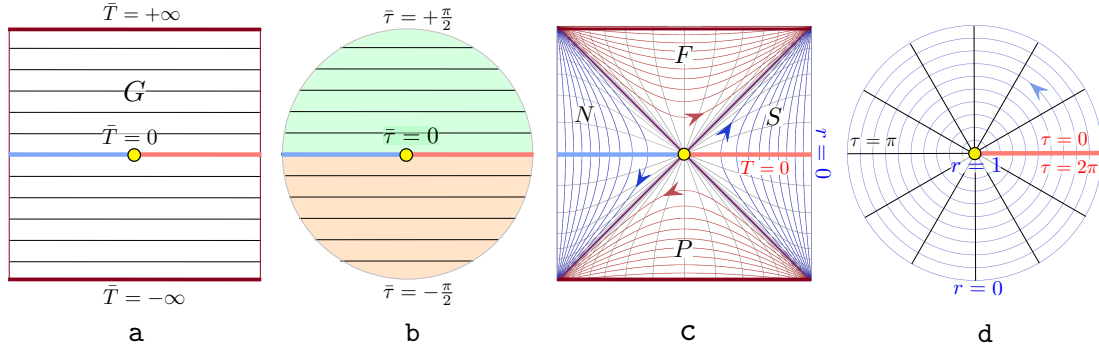 T̄ = +∞
G
T̄ = 0
T̄ = −∞
a
τ̄ = +π/2
τ̄ = 0
τ̄ = −π/2
b
F
N
S
T = 0
r = 0
P
c
τ = π
τ = 0
r = 1
τ = 2π
r = 0
d